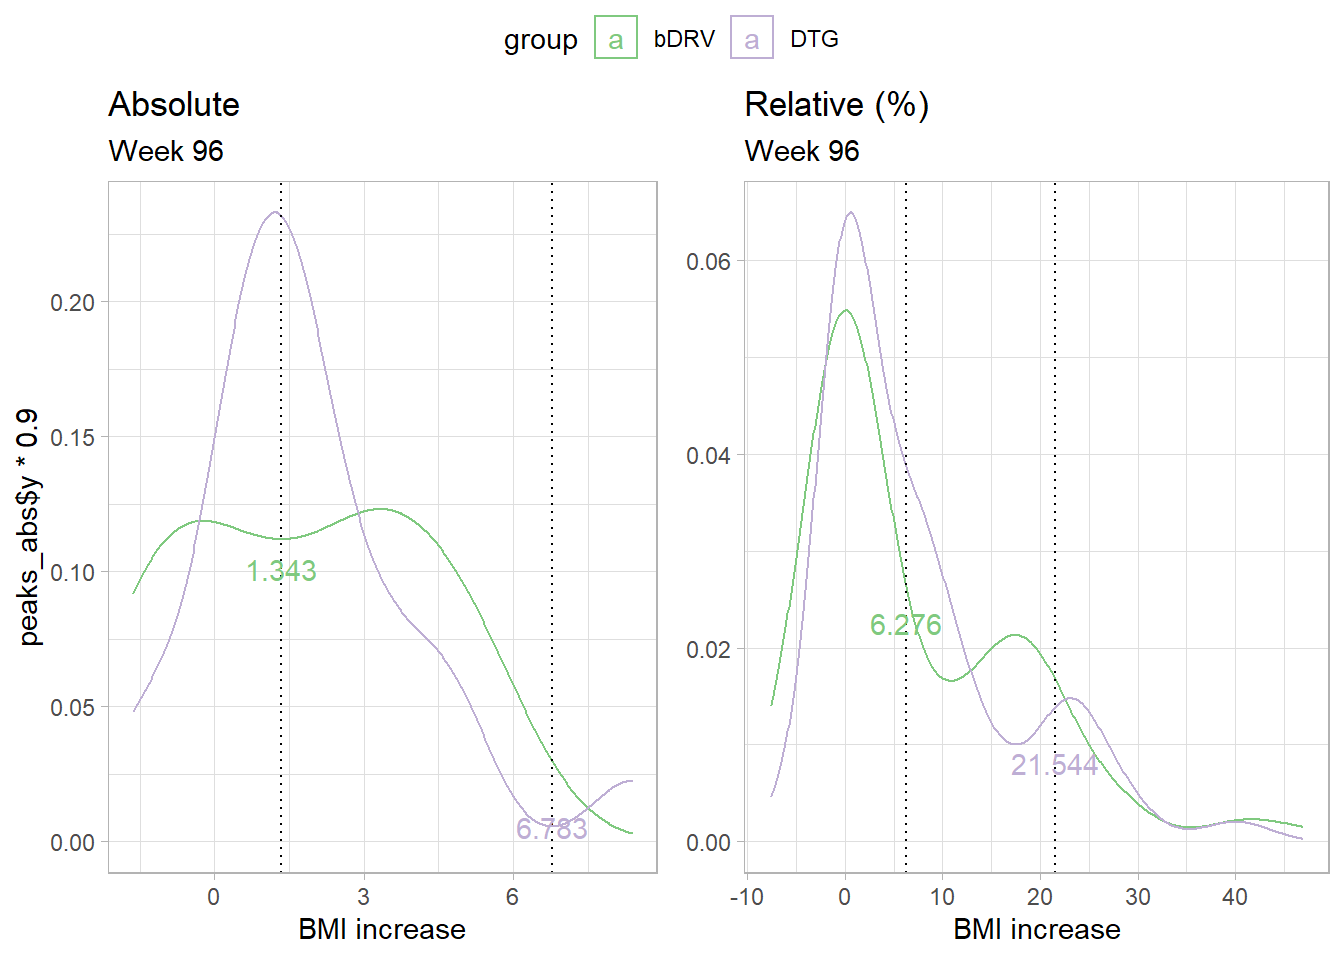 group a bDRV a DTG
Absolute
Week 96
peaks_abs$y * 0.9
0.20
0.15
0.10
0.05
0.00
1.343
6.783
0 3 6
BMI increase
Relative (%)
Week 96
0.06
0.04
0.02
0.00
6.276
21.544
-10 0 10 20 30 40
BMI increase